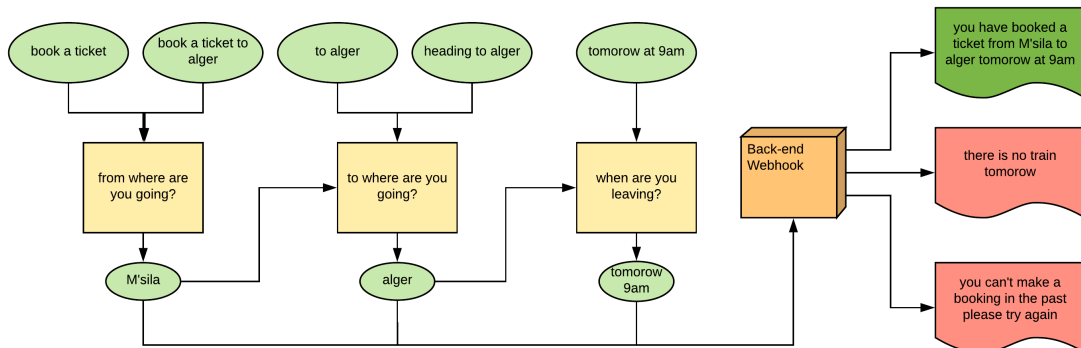 book a ticket
book a ticket to
alger
to alger
heading to alger
tomorow at 9am
you have booked a
ticket from M'sila to
alger tomorow at 9am
from where are
you going?
to where are you
going?
when are you
leaving?
Back-end
Webhook
there is no train
tomorow
M'sila
alger
tomorow
9am
you can't make a
booking in the past
please try again